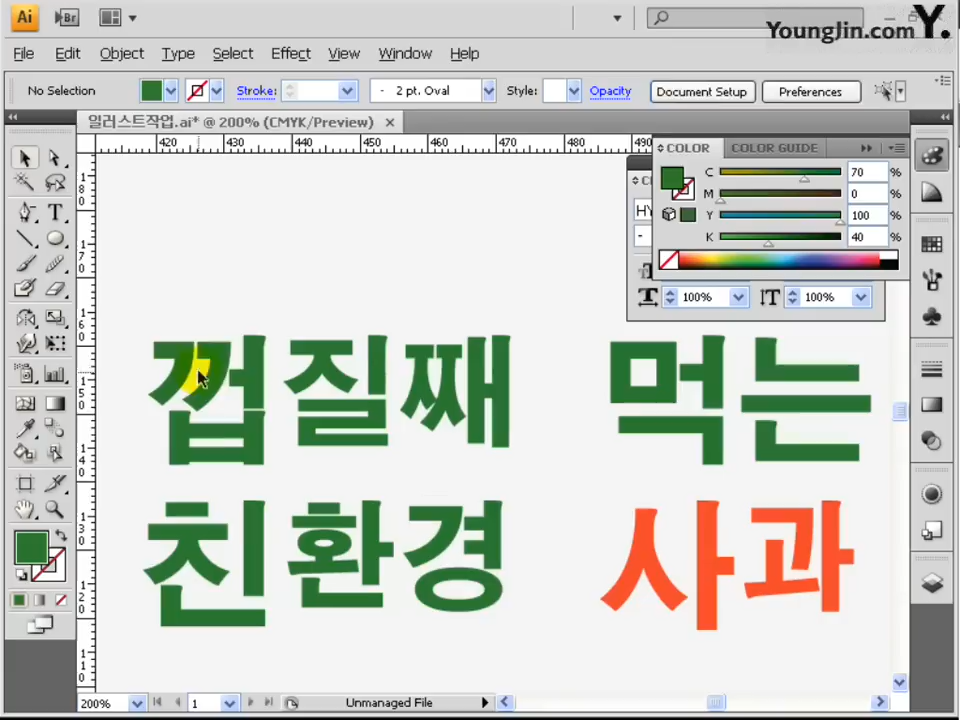 Ai Br
YoungJin.com Y.
File Edit Object Type Select Effect View Window Help
No Selection Stroke: 2 pt. Oval Style: Opacity Document Setup Preferences
일러스트작업.ai* @ 200% (CMYK/Preview) ×
420 430 440 450 460 470 480 490
COLOR COLOR GUIDE
C 70 %
M 0 %
Y 100 %
K 40 %
HY
100% 100%
껍질째 먹는
친환경 사과
200% 1 Unmanaged File